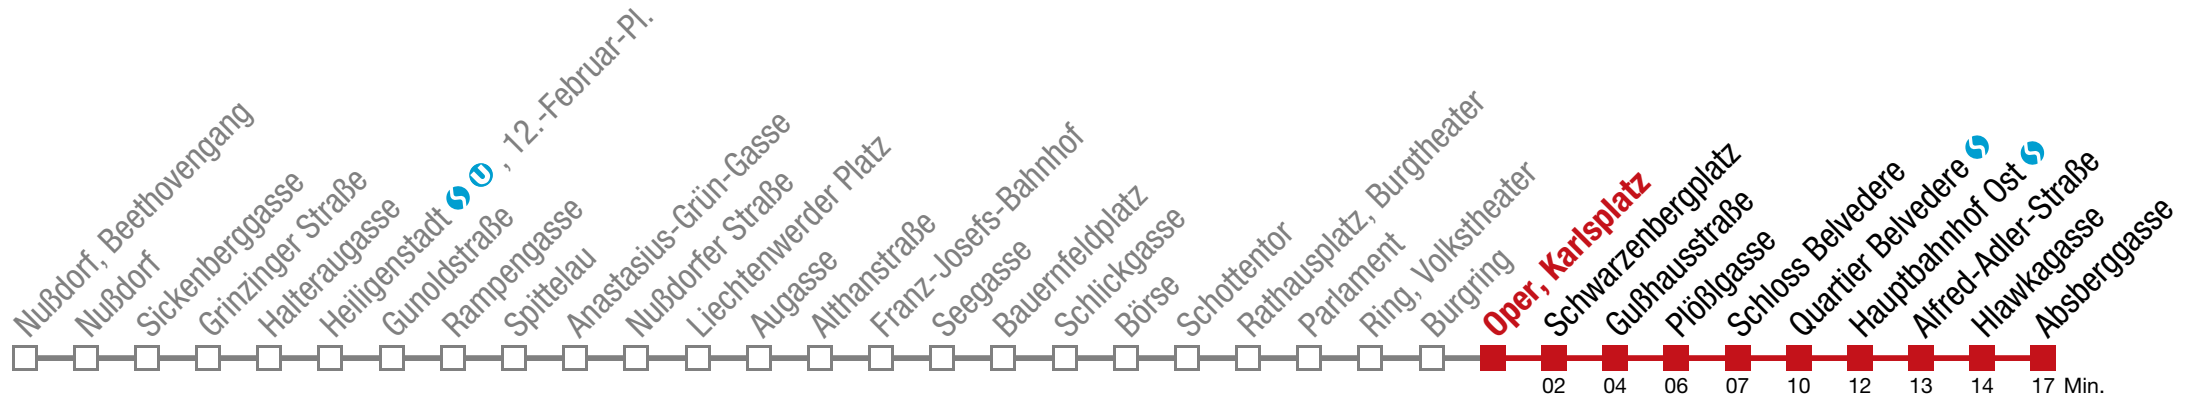 Nußdorf, Beethovengang
Nußdorf
Sickenberggasse
Grinzinger Straße
Halteraugasse
Heiligenstadt S U , 12.-Februar-Pl.
Gunoldstraße
Rampengasse
Spittelau
Anastasius-Grün-Gasse
Nußdorfer Straße
Liechtenwerder Platz
Augasse
Althanstraße
Franz-Josefs-Bahnhof
Seegasse
Bauernfeldplatz
Schlickgasse
Börse
Schottentor
Rathausplatz, Burgtheater
Parlament
Ring, Volkstheater
Burgring
Oper, Karlsplatz
Schwarzenbergplatz
Gußhausstraße
Plößlgasse
Schloss Belvedere
Quartier Belvedere S
Hauptbahnhof Ost S
Alfred-Adler-Straße
Hlawkagasse
Absberggasse
02 04 06 07 10 12 13 14 17 Min.